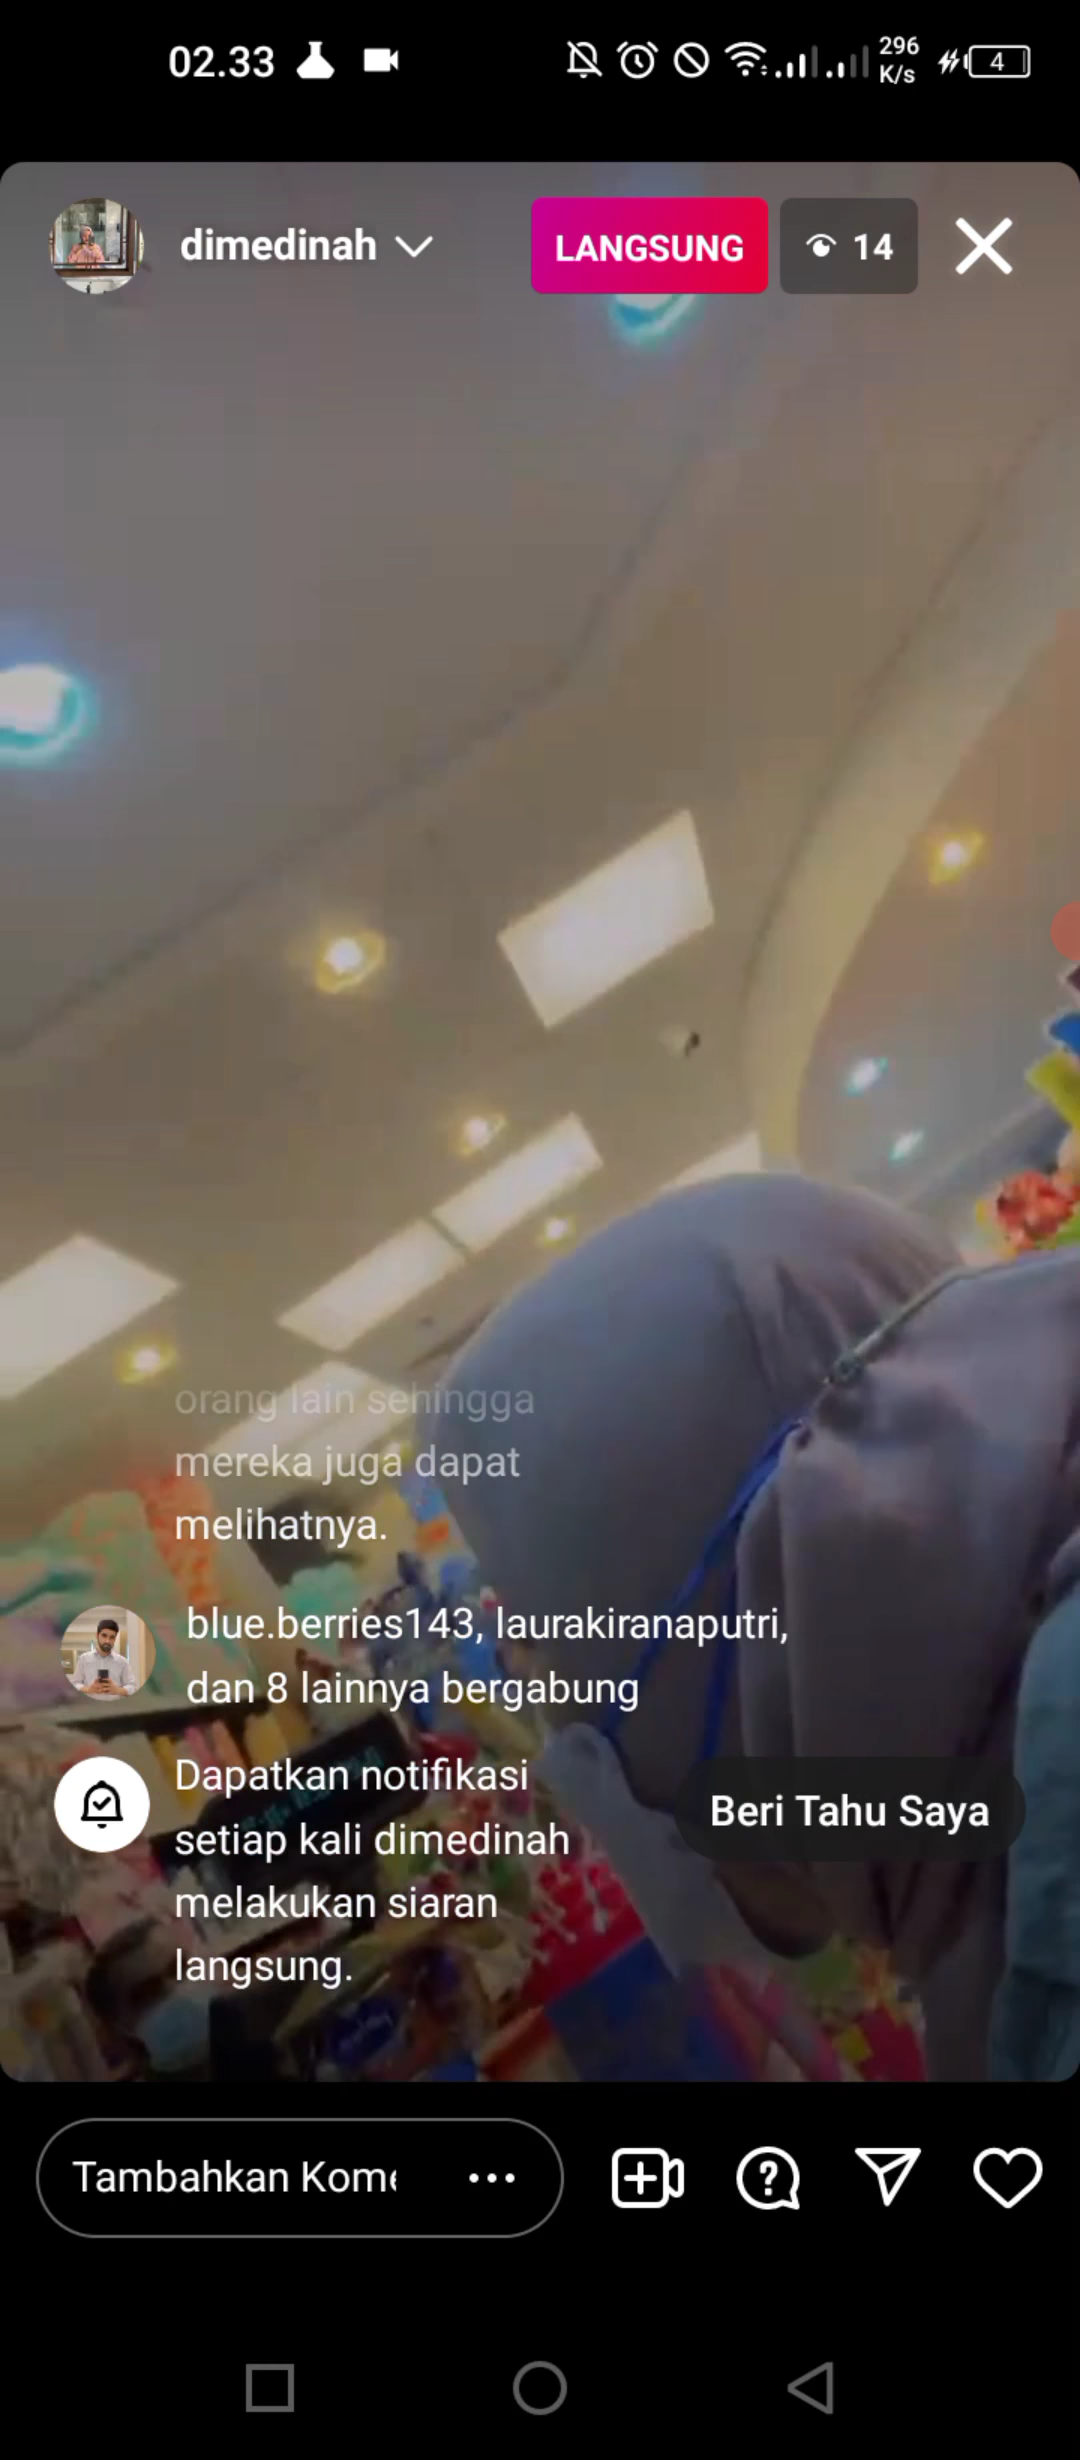 02.33
296
K/s
4
dimedinah
LANGSUNG
14
orang lain sehingga
mereka juga dapat
melihatnya.
blue.berries143, laurakiranaputri,
dan 8 lainnya bergabung
Dapatkan notifikasi
setiap kali dimedinah
melakukan siaran
langsung.
Beri Tahu Saya
Tambahkan Kome